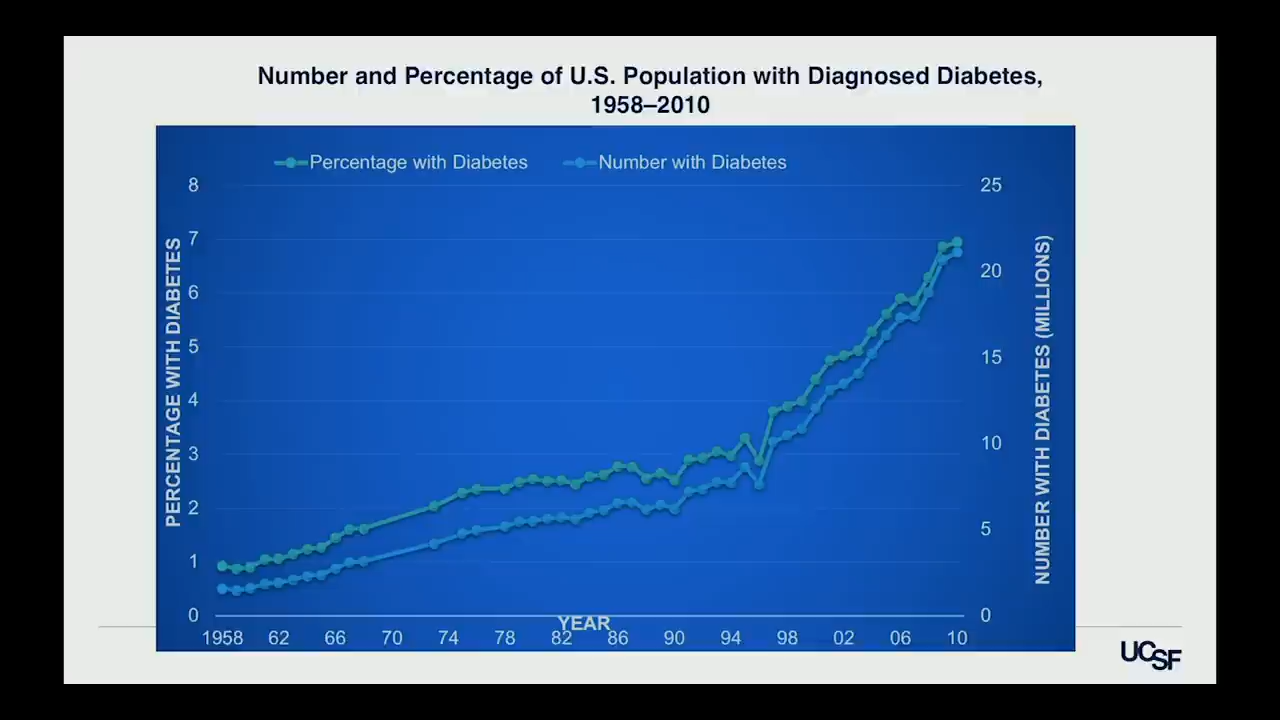 Number and Percentage of U.S. Population with Diagnosed Diabetes,
1958–2010
Percentage with Diabetes
Number with Diabetes
8
7
6
5
4
3
2
1
0
PERCENTAGE WITH DIABETES
25
20
15
10
5
0
NUMBER WITH DIABETES (MILLIONS)
YEAR
1958 62 66 70 74 78 82 86 90 94 98 02 06 10
UCSF